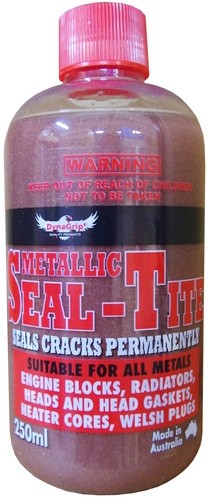 WARNING
KEEP OUT OF REACH OF CHILDREN
NOT TO BE TAKEN
DynaGrip
QUALITY PRODUCTS
METALLIC
SEAL-TITE
SEALS CRACKS PERMANENTLY
SUITABLE FOR ALL METALS
ENGINE BLOCKS, RADIATORS,
HEADS AND HEAD GASKETS,
HEATER CORES, WELSH PLUGS
250ml
Made in
Australia